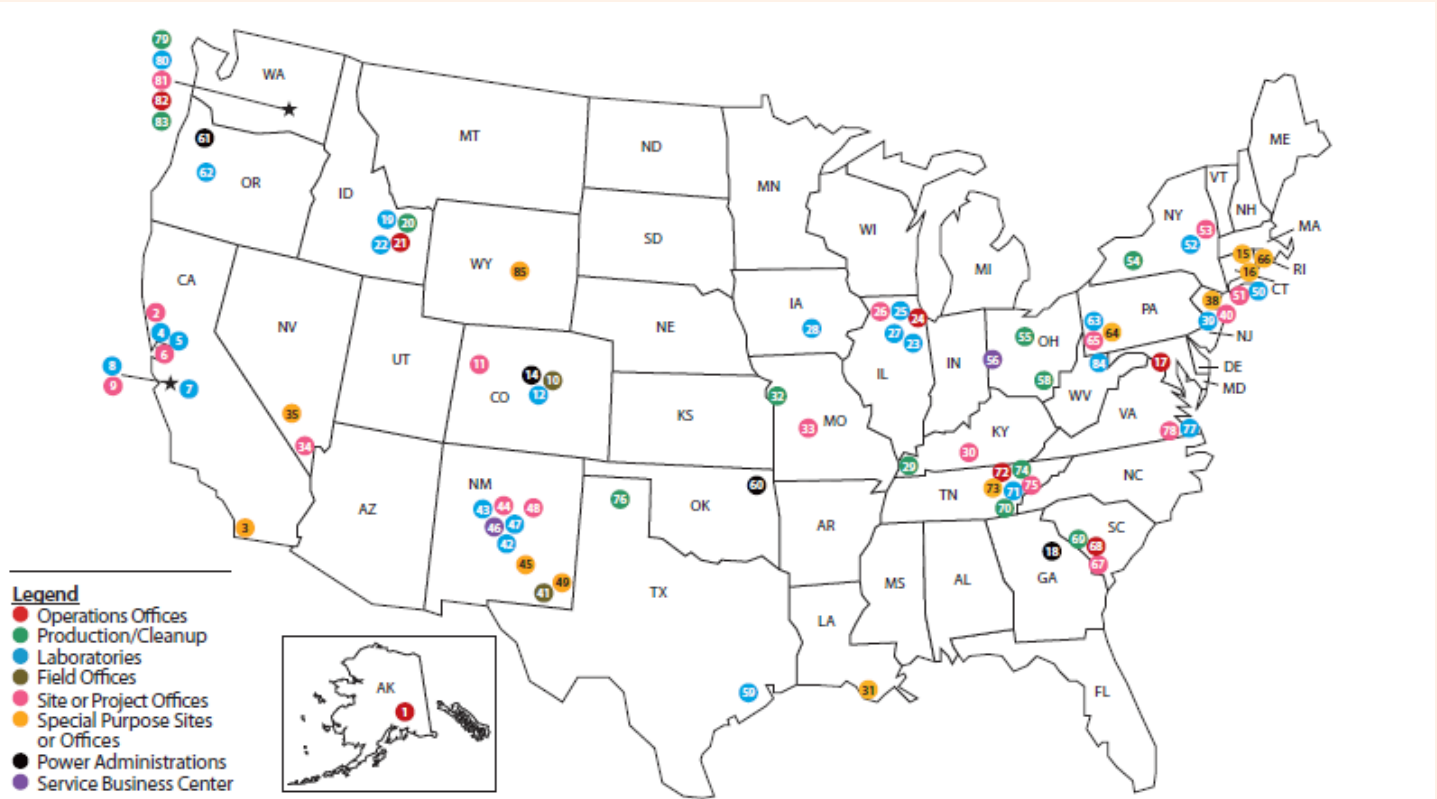 79
80
81
82
83
WA
61
62
OR
MT
ID
19
20
22
21
ND
SD
MN
WI
MI
NY
53
52
54
VT
NH
ME
MA
15
66
16
RI
CT
38
51
50
39
40
NJ
PA
63
64
65
84
17
DE
MD
WY
85
NE
IA
28
26
25
24
27
23
IL
IN
56
55
OH
58
WV
VA
78
77
CA
2
4
5
6
8
9
7
NV
35
34
3
UT
11
14
10
12
CO
KS
32
33
MO
KY
30
29
72
74
73
71
75
70
TN
NC
SC
69
68
67
18
GA
AZ
NM
43
44
48
46
47
42
45
49
41
76
60
OK
AR
TX
59
LA
31
MS
AL
FL
AK
1
Legend
Operations Offices
Production/Cleanup
Laboratories
Field Offices
Site or Project Offices
Special Purpose Sites
or Offices
Power Administrations
Service Business Center